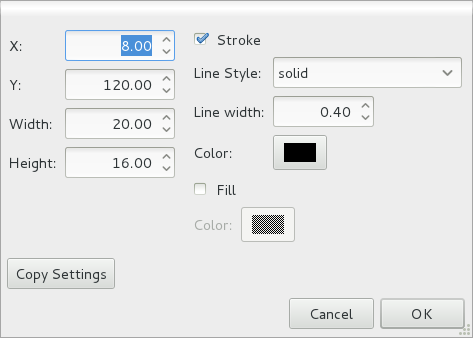 X: 8.00
Y: 120.00
Width: 20.00
Height: 16.00
Stroke
Line Style: solid
Line width: 0.40
Color:
Fill
Color:
Copy Settings
Cancel OK